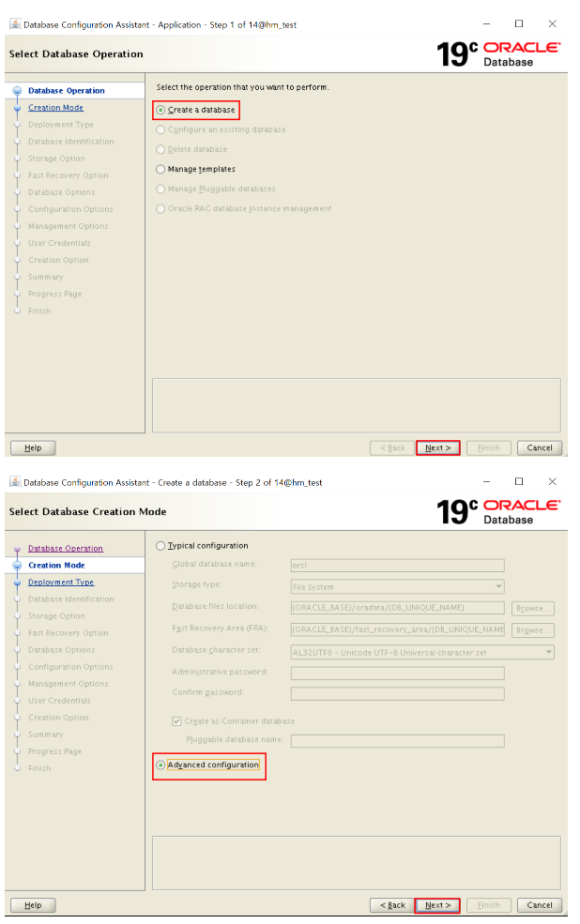 Database Configuration Assistant - Application - Step 1 of 14@hm_test
Select Database Operation
19c ORACLE
Database
Database Operation
Creation Mode
Deployment Type
Database Identification
Storage Option
Fast Recovery Option
Database Options
Configuration Options
Management Options
User Credentials
Creation Option
Summary
Progress Page
Finish
Select the operation that you want to perform.
Create a database
Configure an existing database
Delete database
Manage templates
Manage Pluggable databases
Oracle RAC database Instance management
Help
< Back
Next >
Finish
Cancel
Database Configuration Assistant - Create a database - Step 2 of 14@hm_test
Select Database Creation Mode
19c ORACLE
Database
Database Operation
Creation Mode
Deployment Type
Database Identification
Storage Option
Fast Recovery Option
Database Options
Configuration Options
Management Options
User Credentials
Creation Option
Summary
Progress Page
Finish
Typical configuration
Global database name: orcl
Storage type: File System
Database files location: {ORACLE_BASE}/oradata/{DB_UNIQUE_NAME} Browse...
Fast Recovery Area (FRA): {ORACLE_BASE}/fast_recovery_area/{DB_UNIQUE_NAME Browse...
Database character set: AL32UTF8 - Unicode UTF-8 Universal character set
Administrative password:
Confirm password:
Create as Container database
Pluggable database name:
Advanced configuration
Help
< Back
Next >
Finish
Cancel